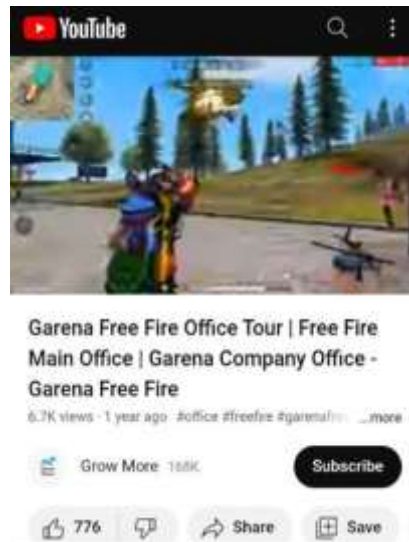 YouTube
Garena Free Fire Office Tour | Free Fire
Main Office | Garena Company Office -
Garena Free Fire
6.7K views · 1 year ago #office #freefire ...more
Grow More 168K
Subscribe
776 Share Save